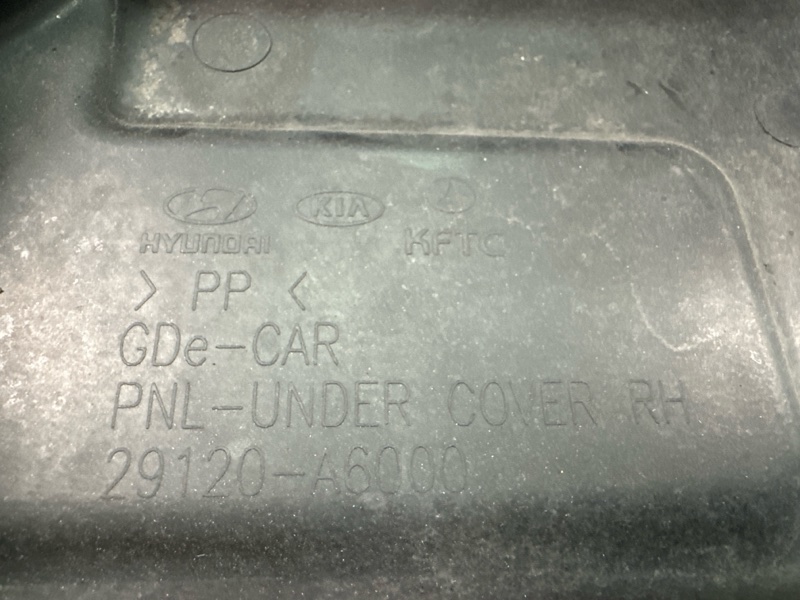 HYUNDAI KIA KFTC
> PP <
GDe-CAR
PNL-UNDER COVER RH
29120-A6000